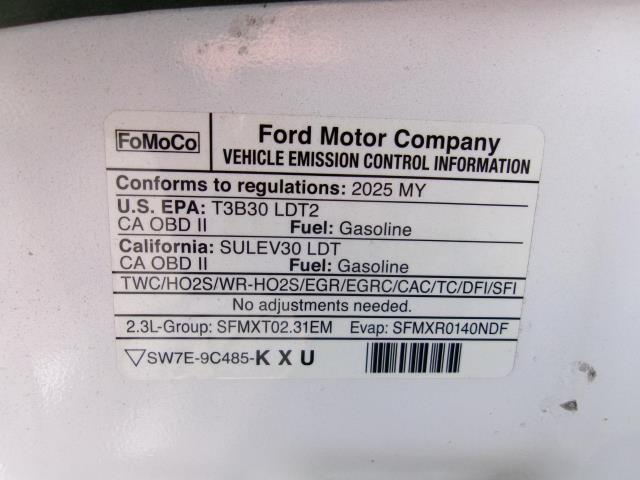 FoMoCo
Ford Motor Company
VEHICLE EMISSION CONTROL INFORMATION
Conforms to regulations: 2025 MY
U.S. EPA: T3B30 LDT2
CA OBD II Fuel: Gasoline
California: SULEV30 LDT
CA OBD II Fuel: Gasoline
TWC/HO2S/WR-HO2S/EGR/EGRC/CAC/TC/DFI/SFI
No adjustments needed.
2.3L-Group: SFMXT02.31EM Evap: SFMXR0140NDF
▽SW7E-9C485-K X U